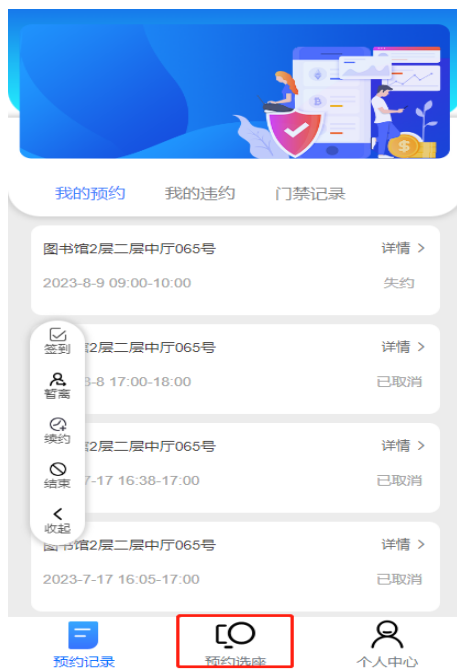 我的预约 我的违约 门禁记录
图书馆2层二层中厅065号 详情 >
2023-8-9 09:00-10:00 失约
签到
2层二层中厅065号 详情 >
暂离
-8 17:00-18:00 已取消
续约
2层二层中厅065号 详情 >
结束
7-17 16:38-17:00 已取消
收起
图书馆2层二层中厅065号 详情 >
2023-7-17 16:05-17:00 已取消
预约记录 预约选座 个人中心